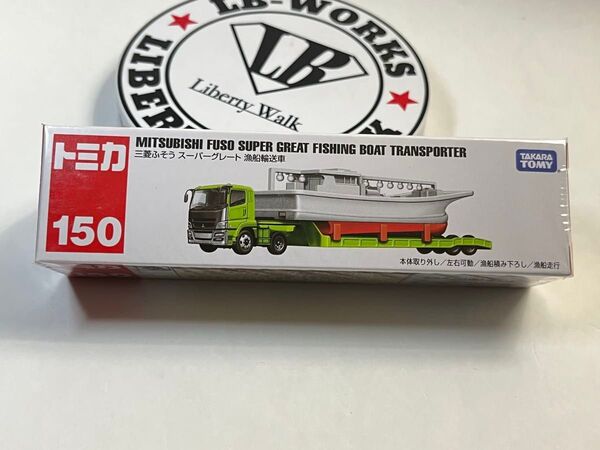 LB-WORKS
LB
Liberty Walk
トミカ
150
MITSUBISHI FUSO SUPER GREAT FISHING BOAT TRANSPORTER
三菱ふそう スーパーグレート 漁船輸送車
TAKARA
TOMY
本体取り外し／左右可動／漁船積み下ろし／漁船走行